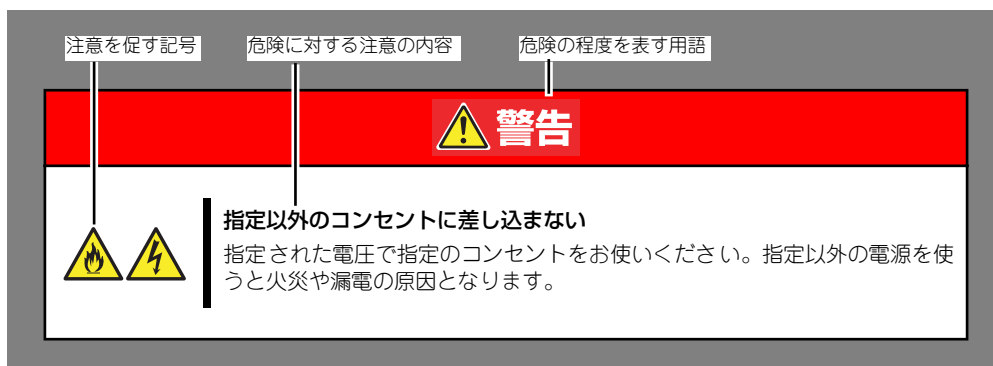 注意を促す記号
危険に対する注意の内容
危険の程度を表す用語
警告
指定以外のコンセントに差し込まない
指定された電圧で指定のコンセントをお使いください。指定以外の電源を使
うと火災や漏電の原因となります。